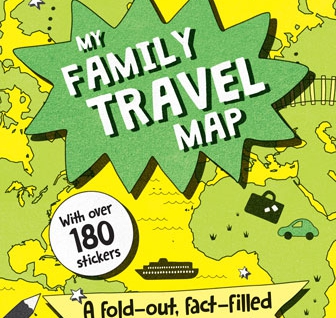 MY
FAMILY
TRAVEL
MAP
With over
180
stickers
A fold-out, fact-filled